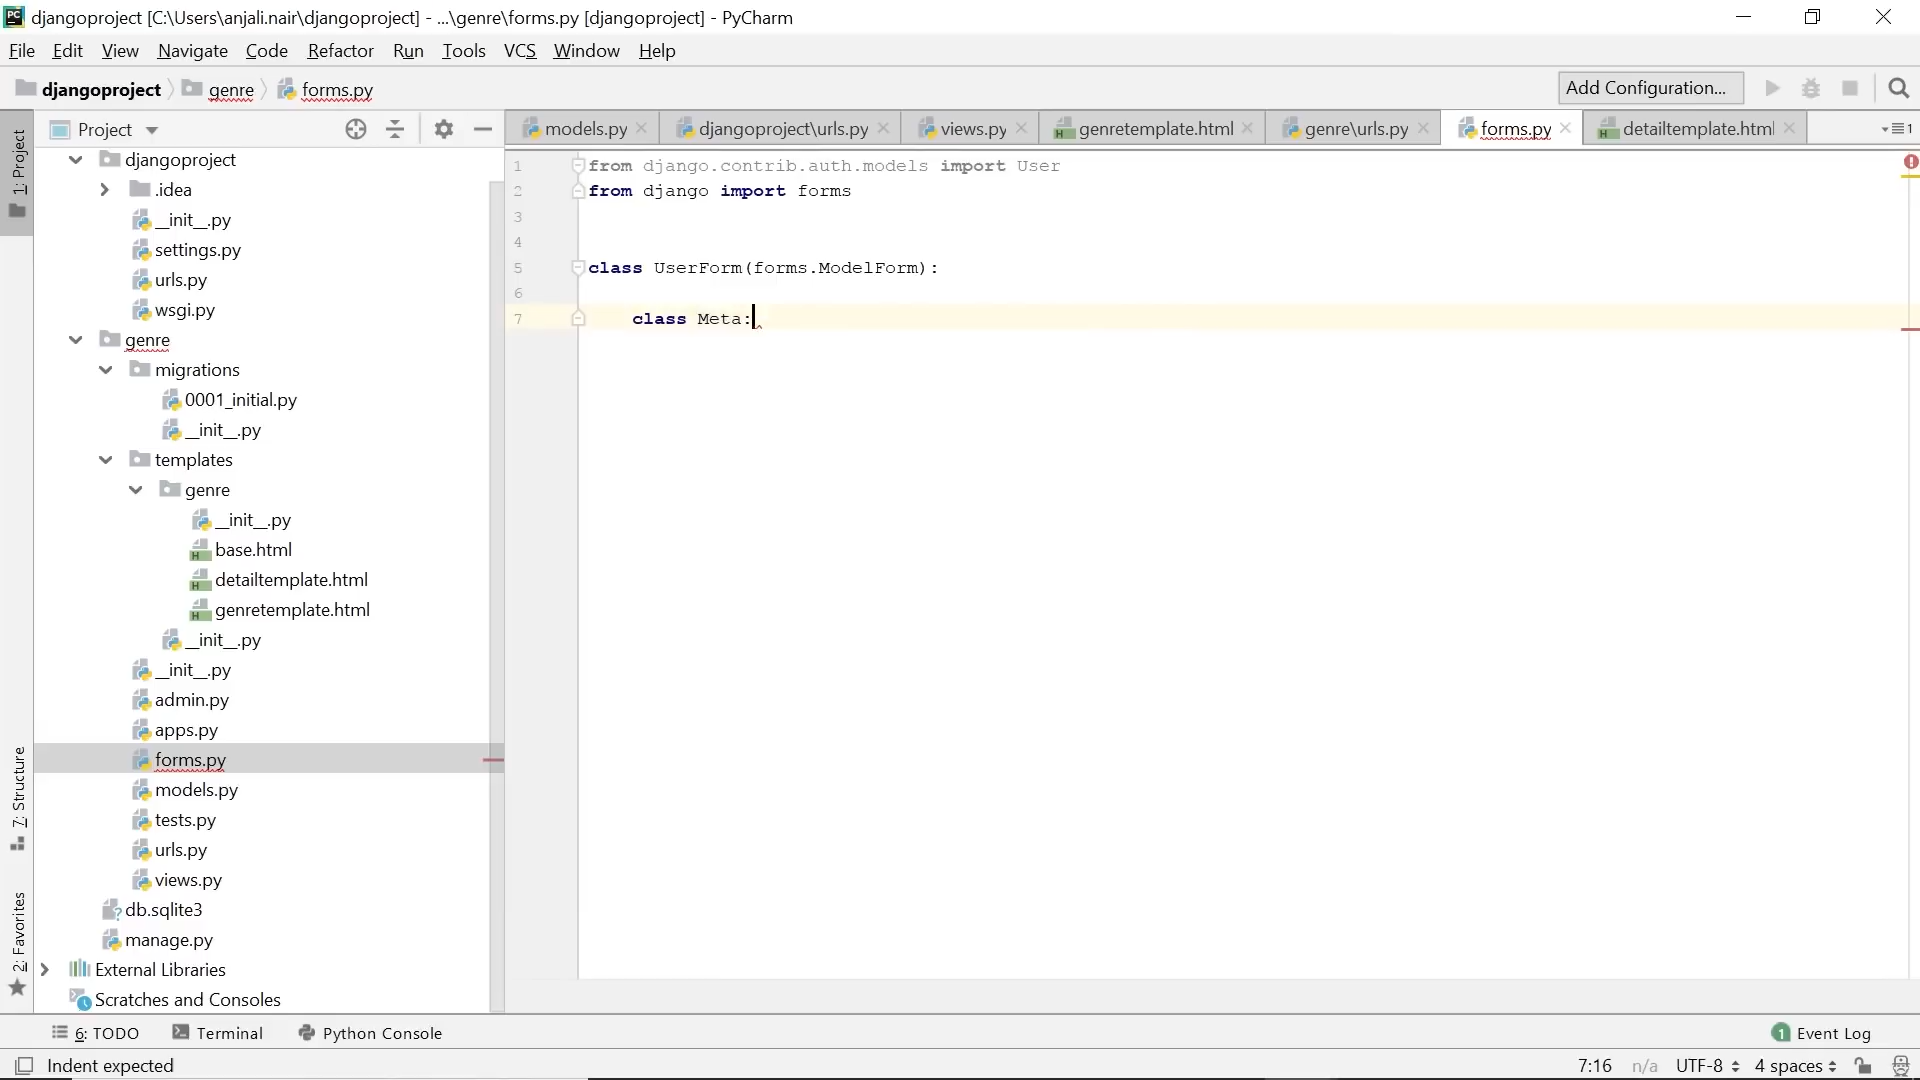 djangoproject [C:\Users\anjali.nair\djangoproject] - ...\genre\forms.py [djangoproject] - PyCharm
File Edit View Navigate Code Refactor Run Tools VCS Window Help
djangoproject genre forms.py Add Configuration...
Project
models.py djangoproject\urls.py views.py genretemplate.html genre\urls.py forms.py detailtemplate.html 1
1: Project
7: Structure
2: Favorites
djangoproject
.idea
__init__.py
settings.py
urls.py
wsgi.py
genre
migrations
0001_initial.py
__init__.py
templates
genre
__init__.py
base.html
detailtemplate.html
genretemplate.html
__init__.py
__init__.py
admin.py
apps.py
forms.py
models.py
tests.py
urls.py
views.py
db.sqlite3
manage.py
External Libraries
Scratches and Consoles
1 from django.contrib.auth.models import User
2 from django import forms
3
4
5 class UserForm(forms.ModelForm):
6
7 class Meta:
6: TODO Terminal Python Console 1 Event Log
Indent expected 7:16 n/a UTF-8 4 spaces